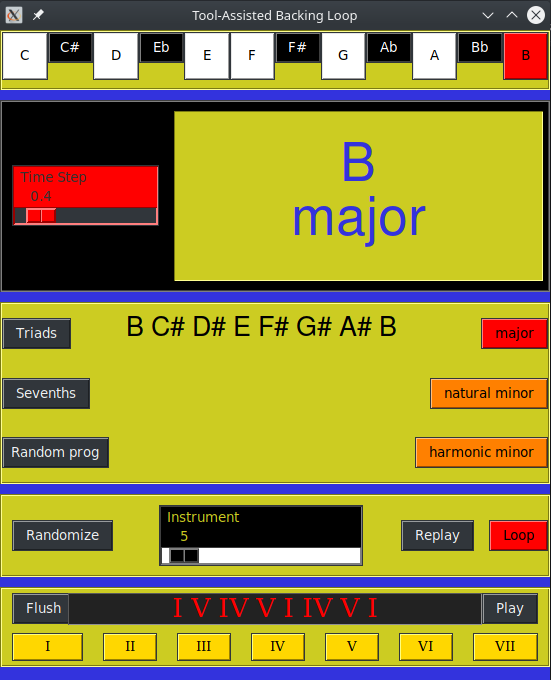 Tool-Assisted Backing Loop
C C# D Eb E F F# G Ab A Bb B
Time Step
0.4
B
major
Triads B C# D# E F# G# A# B major
Sevenths natural minor
Random prog harmonic minor
Instrument
5
Randomize Replay Loop
Flush I V IV V I IV V I Play
I II III IV V VI VII